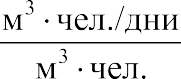 м³ · чел./дни
м³ · чел.